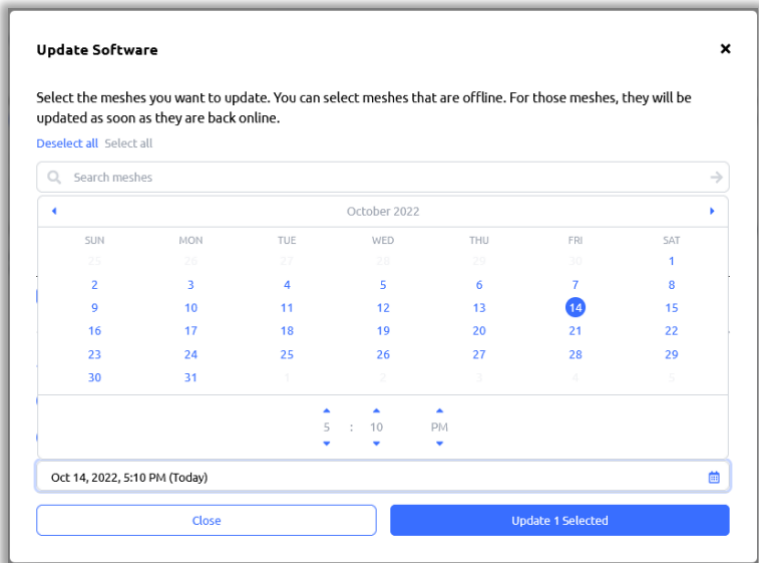 Update Software
Select the meshes you want to update. You can select meshes that are offline. For those meshes, they will be
updated as soon as they are back online.
Deselect all Select all
Search meshes
October 2022
SUN MON TUE WED THU FRI SAT
25 26 27 28 29 30 1
2 3 4 5 6 7 8
9 10 11 12 13 14 15
16 17 18 19 20 21 22
23 24 25 26 27 28 29
30 31 1 2 3 4 5
5 : 10 PM
Oct 14, 2022, 5:10 PM (Today)
Close Update 1 Selected